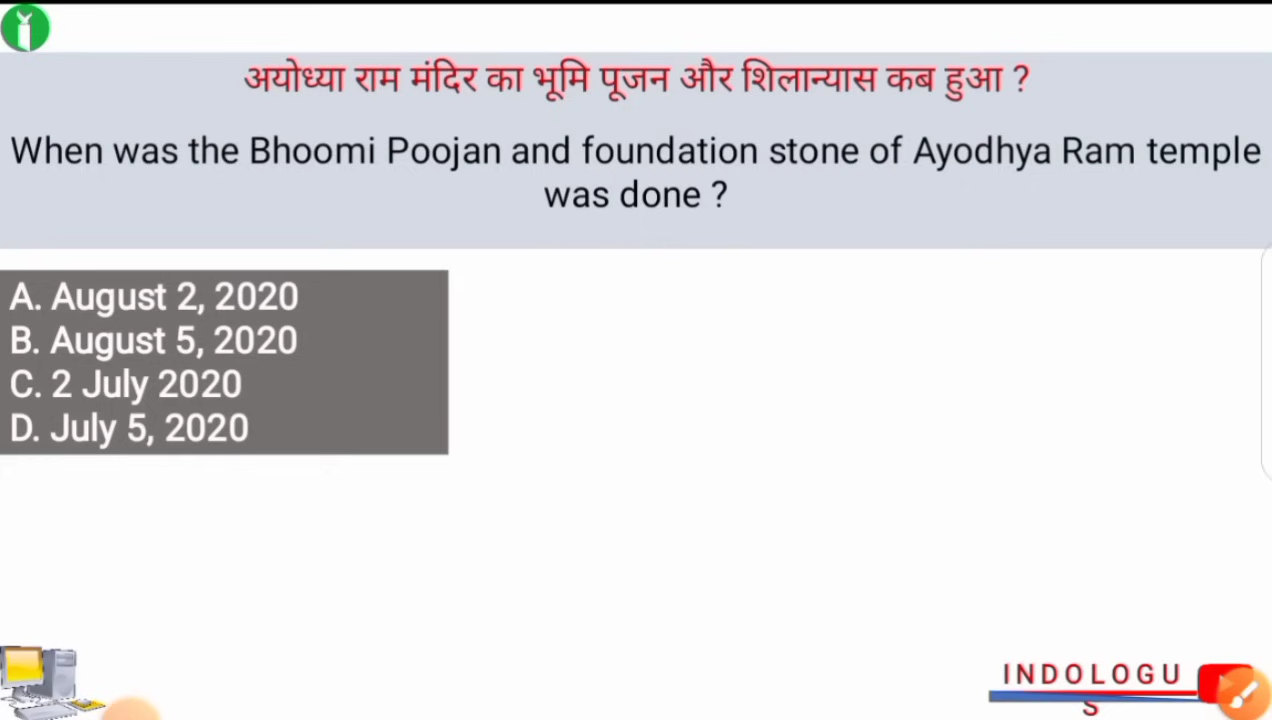 अयोध्या राम मंदिर का भूमि पूजन और शिलान्यास कब हुआ ?
When was the Bhoomi Poojan and foundation stone of Ayodhya Ram temple
was done ?
A. August 2, 2020
B. August 5, 2020
C. 2 July 2020
D. July 5, 2020
INDOLOGU
S